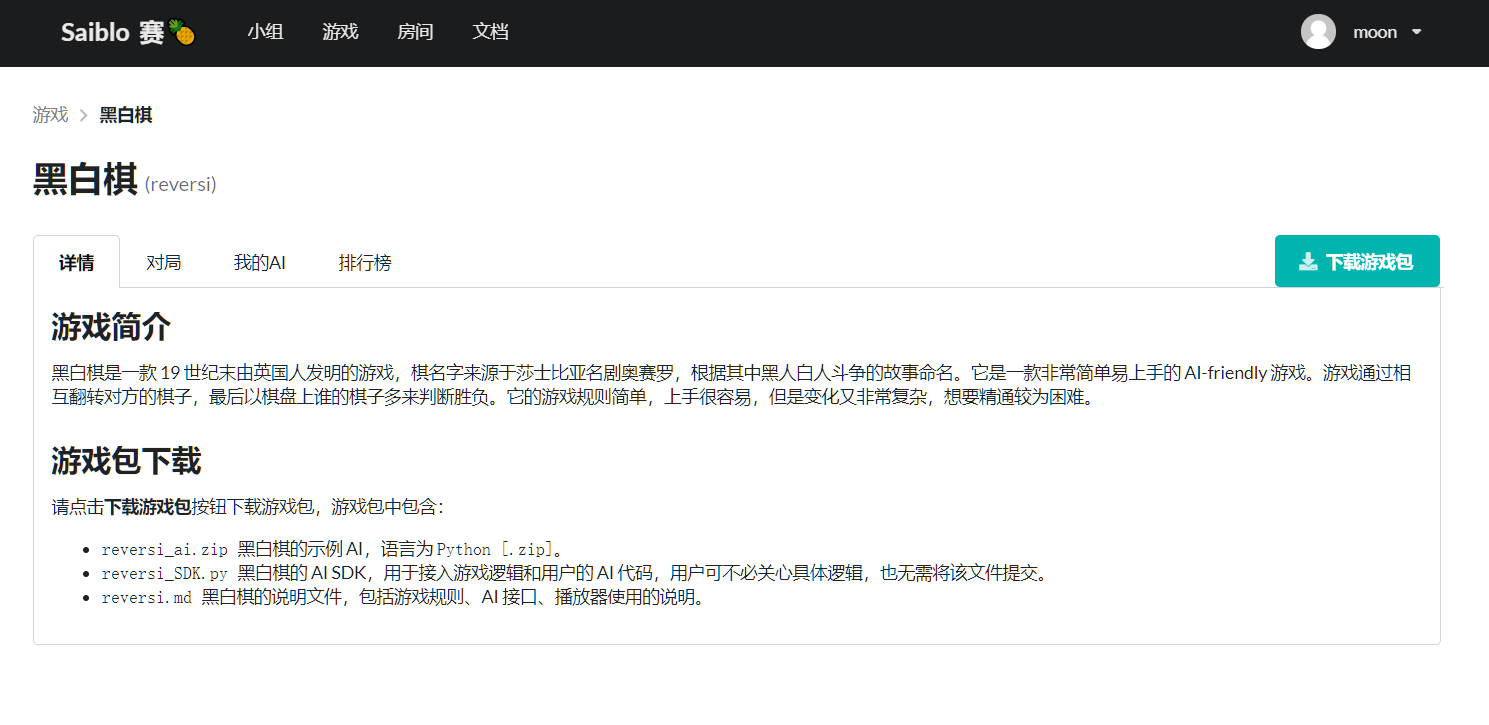 Saiblo 赛🍍 小组 游戏 房间 文档 moon
游戏 > 黑白棋
黑白棋 (reversi)
详情 对局 我的AI 排行榜 下载游戏包
游戏简介
黑白棋是一款 19 世纪末由英国人发明的游戏，棋名字来源于莎士比亚名剧奥赛罗，根据其中黑人白人斗争的故事命名。它是一款非常简单易上手的 AI-friendly 游戏。游戏通过相
互翻转对方的棋子，最后以棋盘上谁的棋子多来判断胜负。它的游戏规则简单，上手很容易，但是变化又非常复杂，想要精通较为困难。
游戏包下载
请点击下载游戏包按钮下载游戏包，游戏包中包含：
• reversi_ai.zip 黑白棋的示例 AI，语言为 Python [.zip]。
• reversi_SDK.py 黑白棋的 AI SDK，用于接入游戏逻辑和用户的 AI 代码，用户可不必关心具体逻辑，也无需将该文件提交。
• reversi.md 黑白棋的说明文件，包括游戏规则、AI 接口、播放器使用的说明。